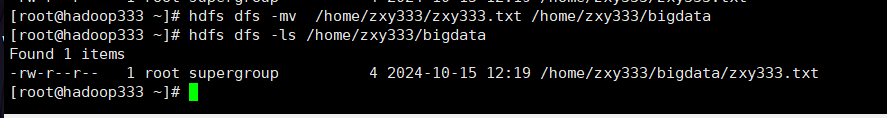 [root@hadoop333 ~]# hdfs dfs -mv  /home/zxy333/zxy333.txt /home/zxy333/bigdata
[root@hadoop333 ~]# hdfs dfs -ls /home/zxy333/bigdata
Found 1 items
-rw-r--r--   1 root supergroup          4 2024-10-15 12:19 /home/zxy333/bigdata/zxy333.txt
[root@hadoop333 ~]#